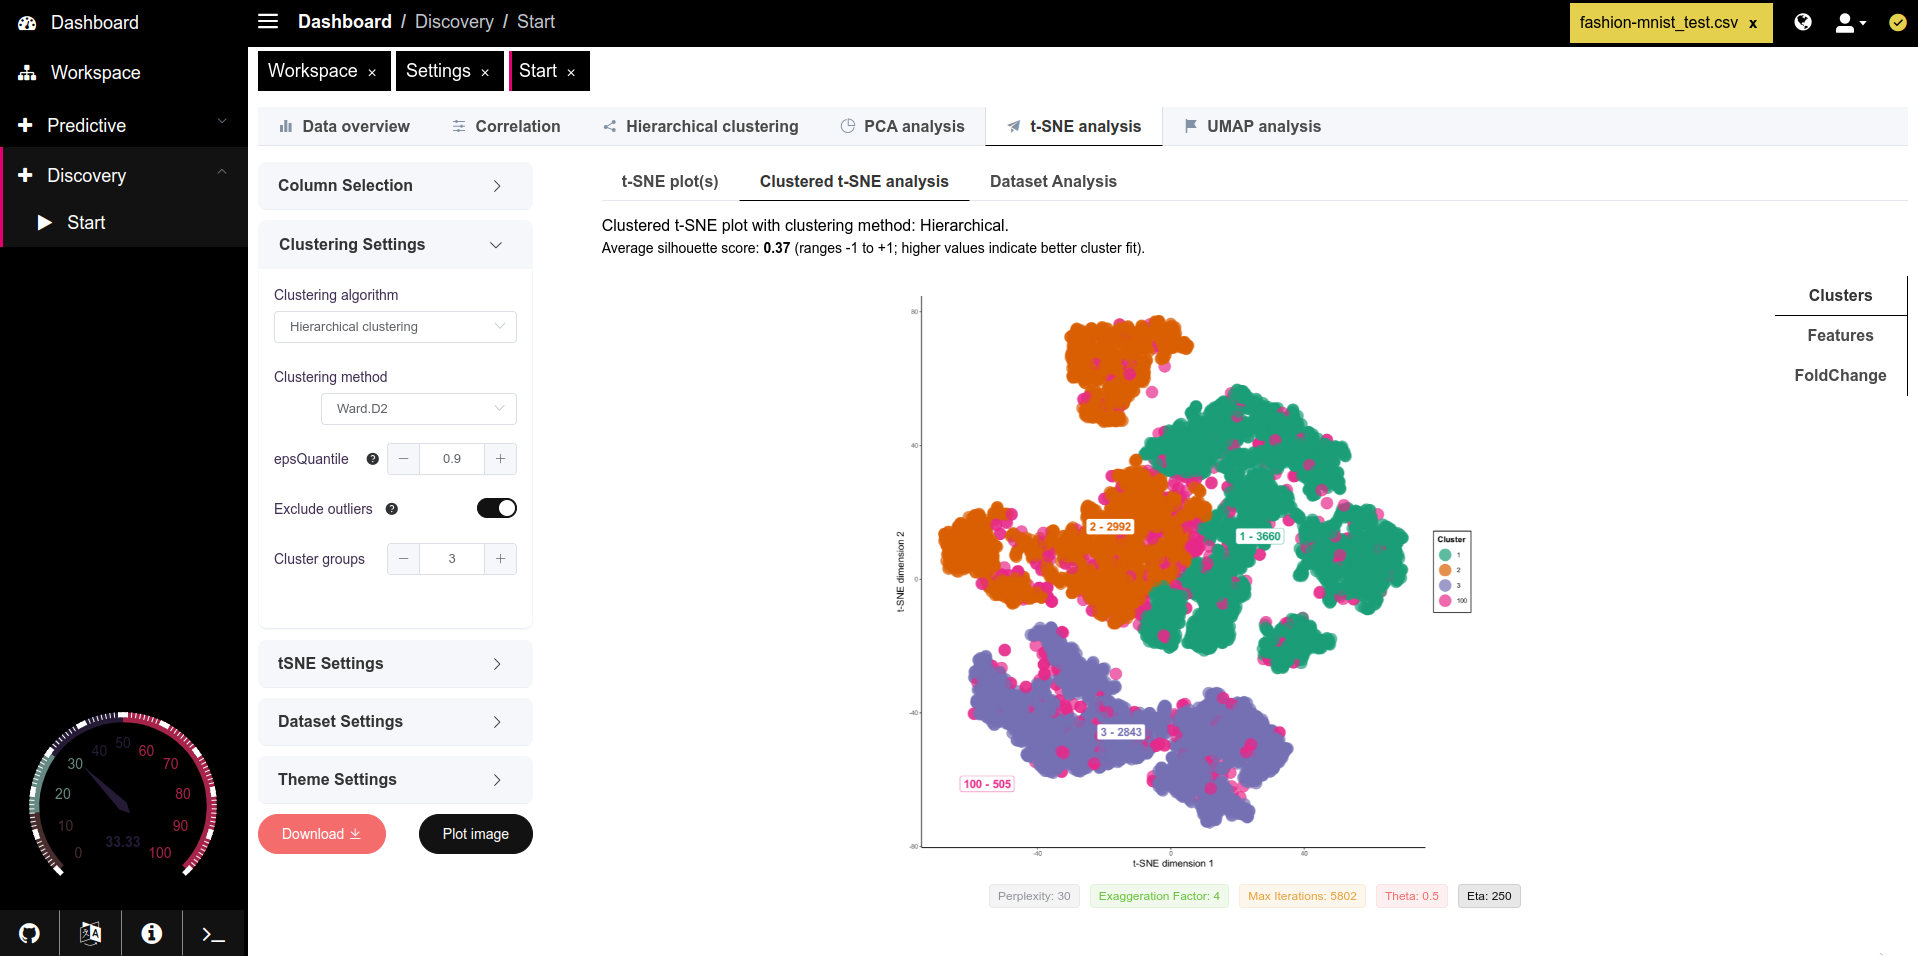 Dashboard
Workspace
Predictive
Discovery
Start
Dashboard / Discovery / Start
fashion-mnist_test.csv x
Workspace ×
Settings ×
Start ×
Data overview
Correlation
Hierarchical clustering
PCA analysis
t-SNE analysis
UMAP analysis
Column Selection
Clustering Settings
Clustering algorithm
Hierarchical clustering
Clustering method
Ward.D2
epsQuantile ? − 0.9 +
Exclude outliers ?
Cluster groups − 3 +
tSNE Settings
Dataset Settings
Theme Settings
Download
Plot image
t-SNE plot(s)
Clustered t-SNE analysis
Dataset Analysis
Clustered t-SNE plot with clustering method: Hierarchical.
Average silhouette score: 0.37 (ranges -1 to +1; higher values indicate better cluster fit).
Clusters
Features
FoldChange
80
40
0
-40
-80
t-SNE dimension 2
2 - 2992
1 - 3660
3 - 2843
100 - 505
Cluster
1
2
3
100
-40
0
40
t-SNE dimension 1
Perplexity: 30
Exaggeration Factor: 4
Max Iterations: 5802
Theta: 0.5
Eta: 250
0
10
20
30
40
50
60
70
80
90
100
33.33